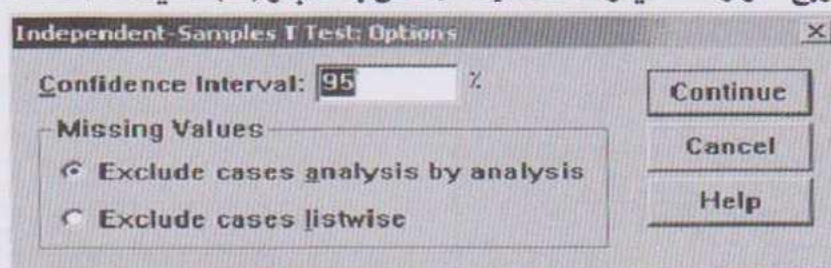 Independent-Samples T Test: Options
Confidence Interval: 95 %
Continue
Missing Values
Cancel
Exclude cases analysis by analysis
Help
Exclude cases listwise